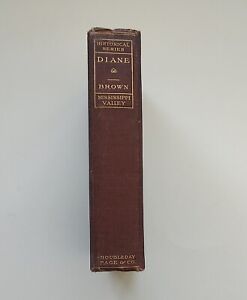 HISTORICAL
SERIES
DIANE
BROWN
MISSISSIPPI
VALLEY
DOUBLEDAY
PAGE & CO.